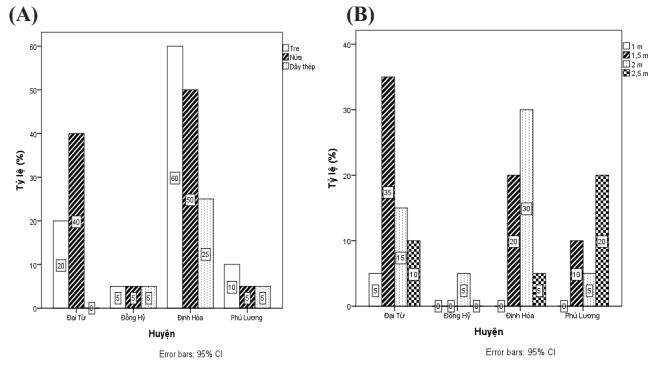 (A)
Tre
Nứa
Dây thép
Tỷ lệ (%)
60
50
40
30
20
10
0
20
40
0
5
5
5
60
50
25
10
5
5
Đại Từ
Đồng Hỷ
Định Hóa
Phú Lương
Huyện
Error bars: 95% CI
(B)
1 m
1,5 m
2 m
2,5 m
Tỷ lệ (%)
40
30
20
10
0
5
35
15
10
0
0
5
0
0
20
30
5
0
10
5
20
Đại Từ
Đồng Hỷ
Định Hóa
Phú Lương
Huyện
Error bars: 95% CI